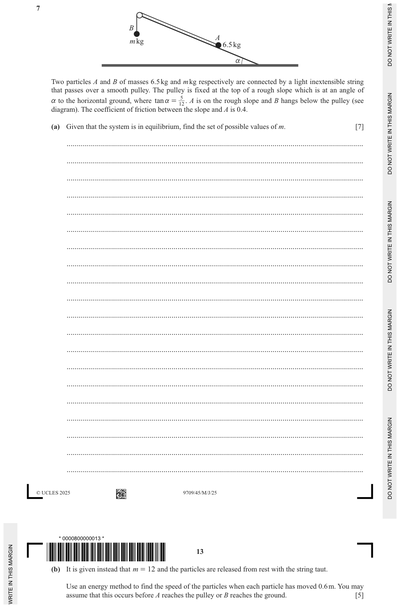 7
B
m kg
A
6.5 kg
α
Two particles A and B of masses 6.5 kg and m kg respectively are connected by a light inextensible string
that passes over a smooth pulley. The pulley is fixed at the top of a rough slope which is at an angle of
α to the horizontal ground, where tan α = 5/12. A is on the rough slope and B hangs below the pulley (see
diagram). The coefficient of friction between the slope and A is 0.4.
(a) Given that the system is in equilibrium, find the set of possible values of m. [7]
© UCLES 2025
9709/45/M/J/25
DO NOT WRITE IN THIS MARGIN
DO NOT WRITE IN THIS MARGIN
DO NOT WRITE IN THIS MARGIN
DO NOT WRITE IN THIS MARGIN
DO NOT WRITE IN THIS MARGIN
* 0000800000013 *
13
(b) It is given instead that m = 12 and the particles are released from rest with the string taut.
Use an energy method to find the speed of the particles when each particle has moved 0.6 m. You may
assume that this occurs before A reaches the pulley or B reaches the ground. [5]
WRITE IN THIS MARGIN